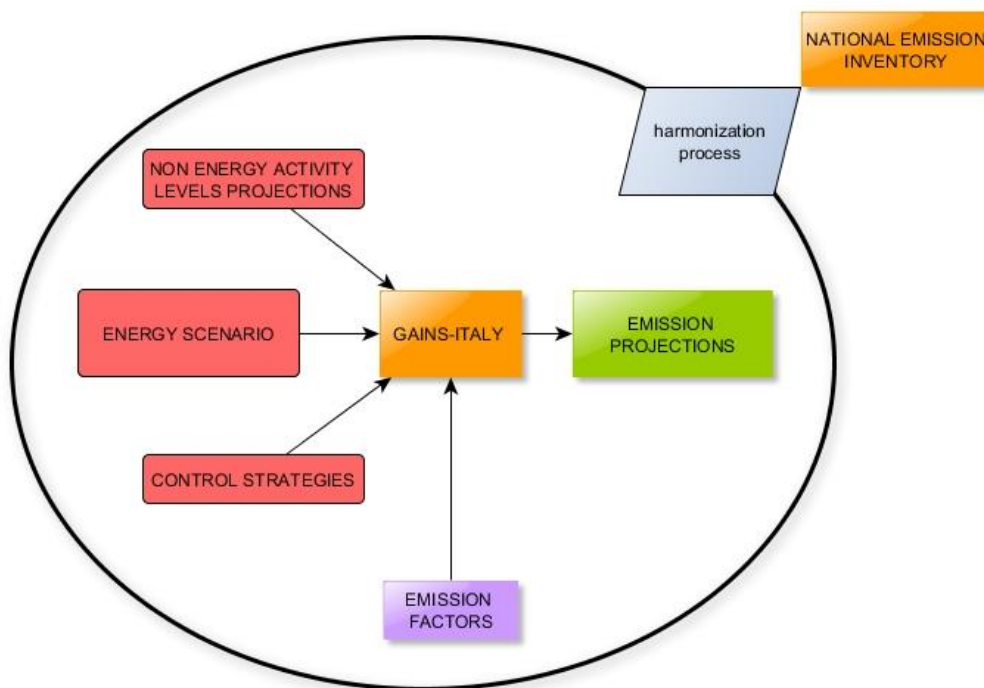 NATIONAL EMISSION
INVENTORY
harmonization
process
NON ENERGY ACTIVITY
LEVELS PROJECTIONS
ENERGY SCENARIO
GAINS-ITALY
EMISSION
PROJECTIONS
CONTROL STRATEGIES
EMISSION
FACTORS